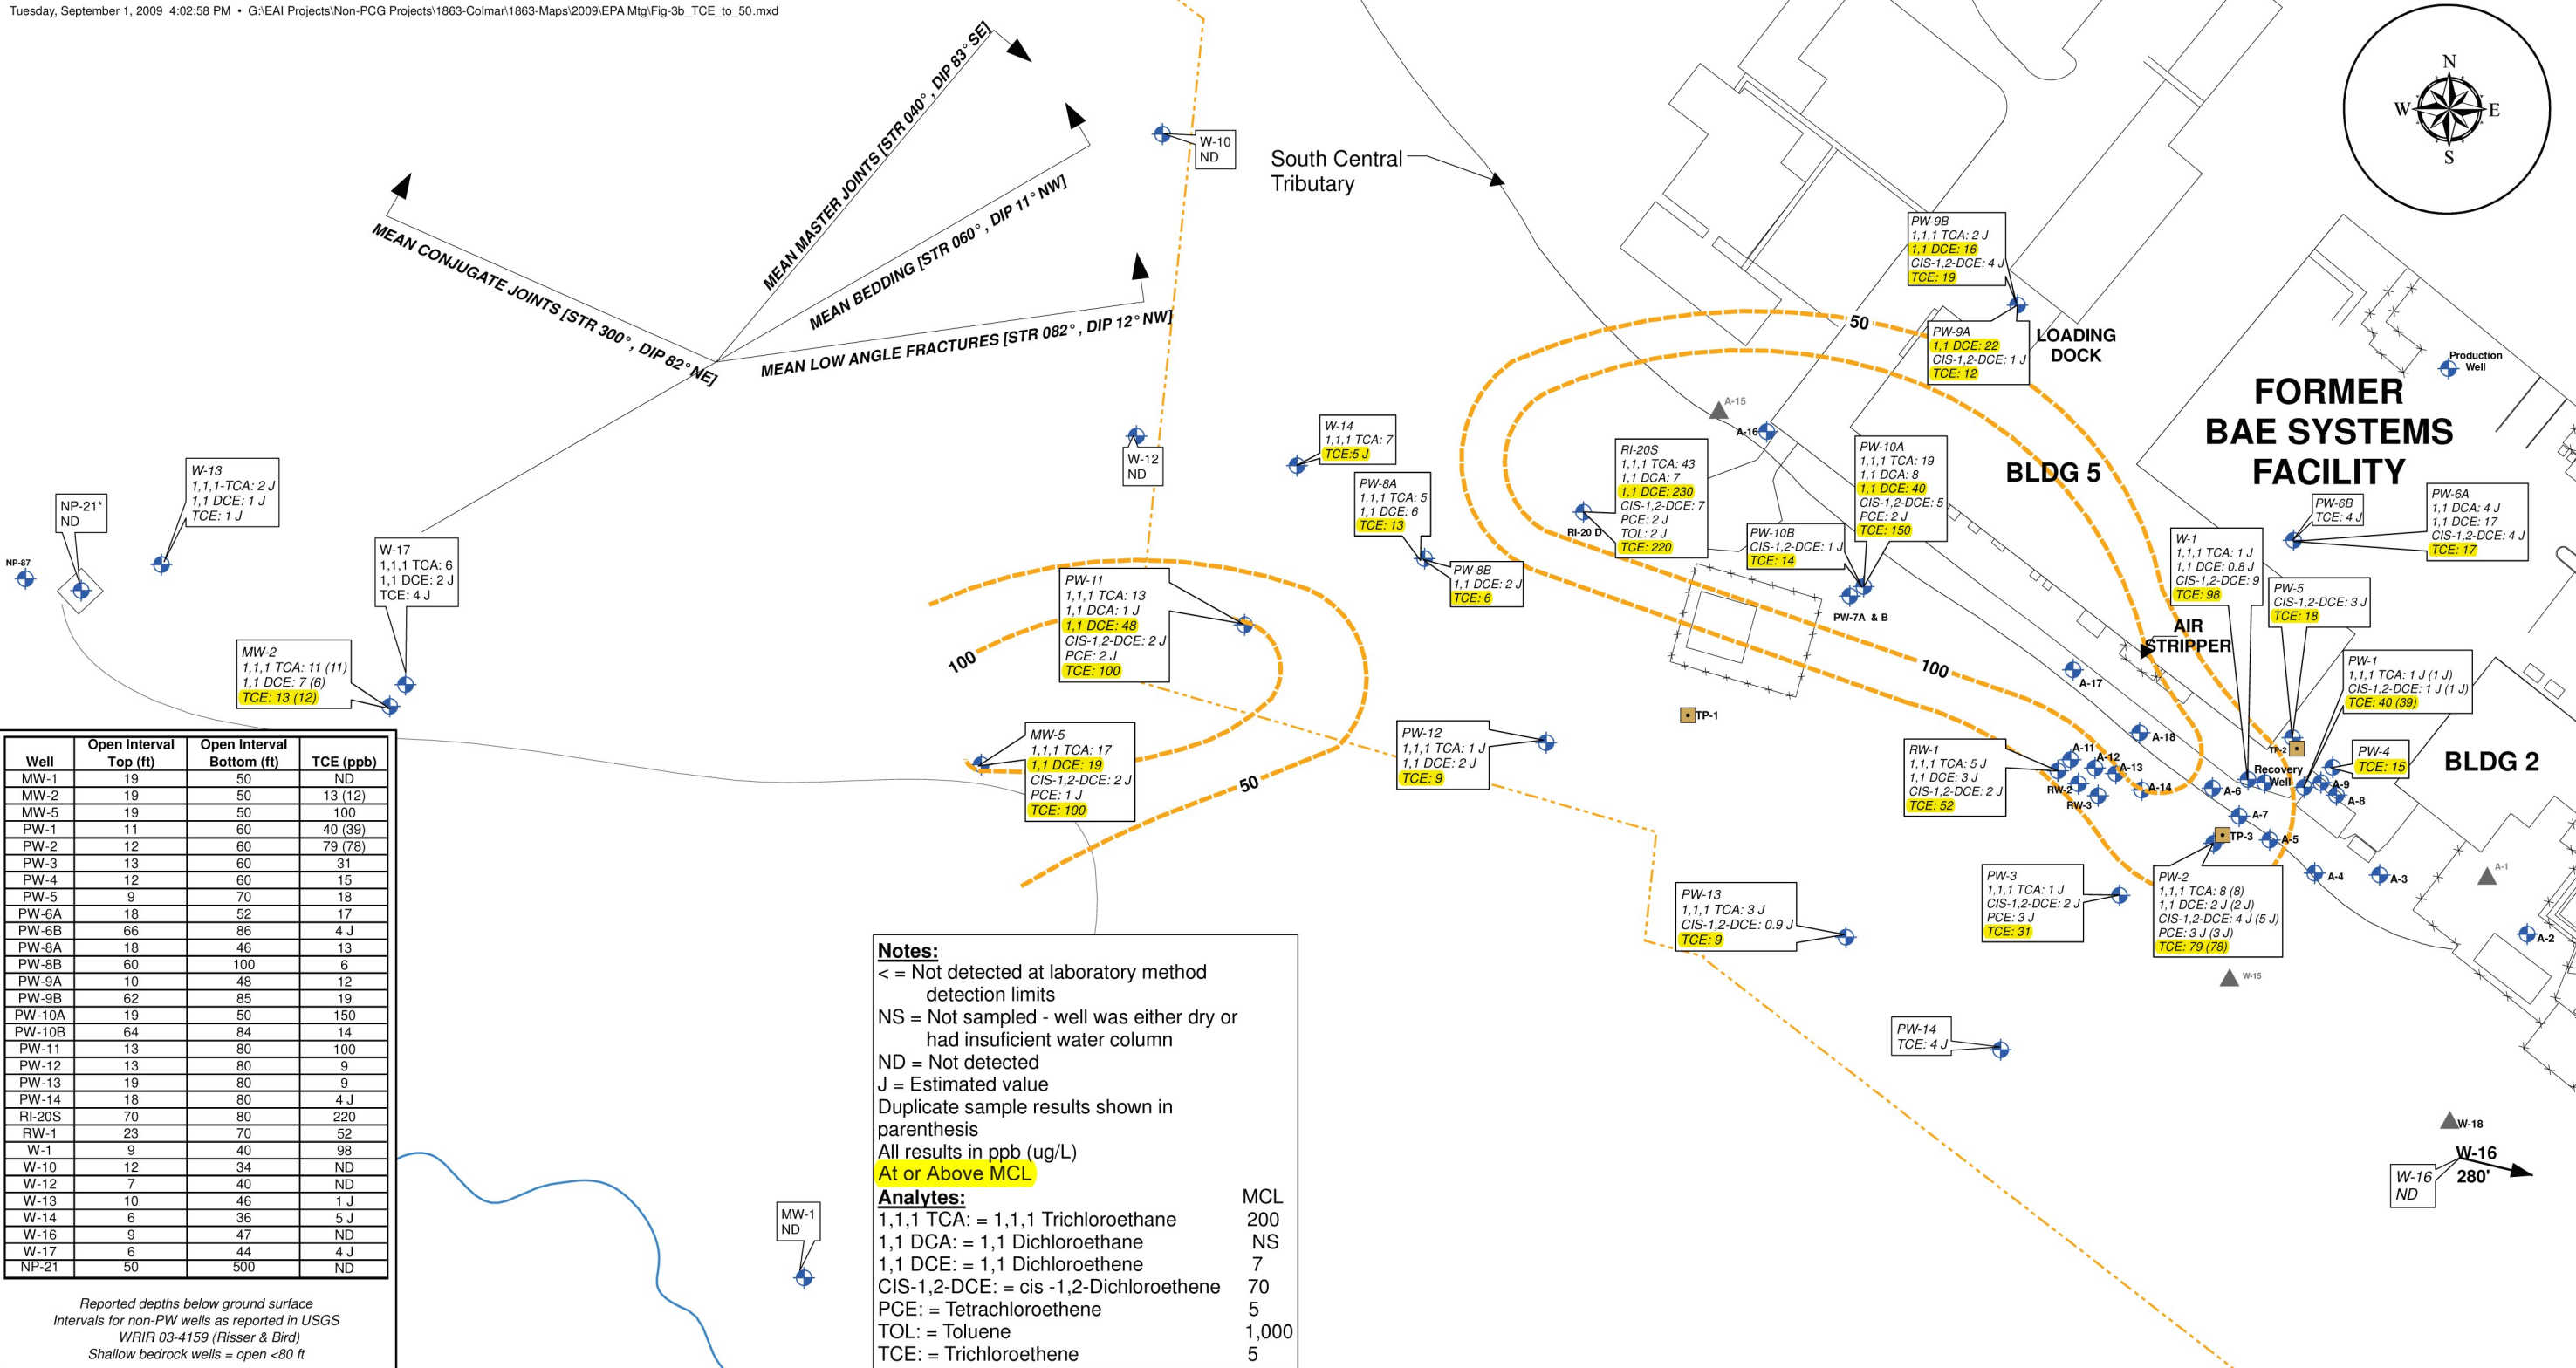 Tuesday, September 1, 2009  4:02:58 PM  •  G:\EAI Projects\Non-PCG Projects\1863-Colmar\1863-Maps\2009\EPA Mtg\Fig-3b_TCE_to_50.mxd
MEAN CONJUGATE JOINTS [STR 300° , DIP 82° NE]
MEAN MASTER JOINTS [STR 040° , DIP 83° SE]
MEAN BEDDING [STR 060° , DIP 11° NW]
MEAN LOW ANGLE FRACTURES [STR 082° , DIP 12° NW]
W-10
ND
South Central
Tributary
N
W
E
S
PW-9B
1,1,1 TCA: 2 J
1,1 DCE: 16
CIS-1,2-DCE: 4 J
TCE: 19
50
PW-9A
1,1 DCE: 22
CIS-1,2-DCE: 1 J
TCE: 12
LOADING
DOCK
Production
Well
FORMER
BAE SYSTEMS
FACILITY
BLDG 5
A-15
A-16
W-12
ND
W-14
1,1,1 TCA: 7
TCE:5 J
PW-8A
1,1,1 TCA: 5
1,1 DCE: 6
TCE: 13
PW-8B
1,1 DCE: 2 J
TCE: 6
RI-20 D
RI-20S
1,1,1 TCA: 43
1,1 DCA: 7
1,1 DCE: 230
CIS-1,2-DCE: 7
PCE: 2 J
TOL: 2 J
TCE: 220
PW-10A
1,1,1 TCA: 19
1,1 DCA: 8
1,1 DCE: 40
CIS-1,2-DCE: 5
PCE: 2 J
TCE: 150
PW-10B
CIS-1,2-DCE: 1 J
TCE: 14
PW-7A & B
PW-6B
TCE: 4 J
PW-6A
1,1 DCA: 4 J
1,1 DCE: 17
CIS-1,2-DCE: 4 J
TCE: 17
W-1
1,1,1 TCA: 1 J
1,1 DCE: 0.8 J
CIS-1,2-DCE: 9
TCE: 98
PW-5
CIS-1,2-DCE: 3 J
TCE: 18
AIR
STRIPPER
PW-1
1,1,1 TCA: 1 J (1 J)
CIS-1,2-DCE: 1 J (1 J)
TCE: 40 (39)
PW-4
TCE: 15
BLDG 2
NP-87
NP-21*
ND
W-13
1,1,1-TCA: 2 J
1,1 DCE: 1 J
TCE: 1 J
W-17
1,1,1 TCA: 6
1,1 DCE: 2 J
TCE: 4 J
MW-2
1,1,1 TCA: 11 (11)
1,1 DCE: 7 (6)
TCE: 13 (12)
PW-11
1,1,1 TCA: 13
1,1 DCA: 1 J
1,1 DCE: 48
CIS-1,2-DCE: 2 J
PCE: 2 J
TCE: 100
100
MW-5
1,1,1 TCA: 17
1,1 DCE: 19
CIS-1,2-DCE: 2 J
PCE: 1 J
TCE: 100
50
PW-12
1,1,1 TCA: 1 J
1,1 DCE: 2 J
TCE: 9
TP-1
100
A-17
A-18
RW-1
1,1,1 TCA: 5 J
1,1 DCE: 3 J
CIS-1,2-DCE: 2 J
TCE: 52
A-11
A-12
A-13
A-14
RW-2
RW-3
TP-2
Recovery
Well
A-6
A-7
A-9
A-8
TP-3
A-5
A-4
A-3
A-1
A-2
PW-13
1,1,1 TCA: 3 J
CIS-1,2-DCE: 0.9 J
TCE: 9
PW-3
1,1,1 TCA: 1 J
CIS-1,2-DCE: 2 J
PCE: 3 J
TCE: 31
PW-2
1,1,1 TCA: 8 (8)
1,1 DCE: 2 J (2 J)
CIS-1,2-DCE: 4 J (5 J)
PCE: 3 J (3 J)
TCE: 79 (78)
W-15
PW-14
TCE: 4 J
W-18
W-16
280'
W-16
ND
MW-1
ND
Well Open Interval Top (ft) Open Interval Bottom (ft) TCE (ppb)
MW-1 19 50 ND
MW-2 19 50 13 (12)
MW-5 19 50 100
PW-1 11 60 40 (39)
PW-2 12 60 79 (78)
PW-3 13 60 31
PW-4 12 60 15
PW-5 9 70 18
PW-6A 18 52 17
PW-6B 66 86 4 J
PW-8A 18 46 13
PW-8B 60 100 6
PW-9A 10 48 12
PW-9B 62 85 19
PW-10A 19 50 150
PW-10B 64 84 14
PW-11 13 80 100
PW-12 13 80 9
PW-13 19 80 9
PW-14 18 80 4 J
RI-20S 70 80 220
RW-1 23 70 52
W-1 9 40 98
W-10 12 34 ND
W-12 7 40 ND
W-13 10 46 1 J
W-14 6 36 5 J
W-16 9 47 ND
W-17 6 44 4 J
NP-21 50 500 ND
Reported depths below ground surface
Intervals for non-PW wells as reported in USGS
WRIR 03-4159 (Risser & Bird)
Shallow bedrock wells = open <80 ft
Notes:
< = Not detected at laboratory method
detection limits
NS = Not sampled - well was either dry or
had insuficient water column
ND = Not detected
J = Estimated value
Duplicate sample results shown in
parenthesis
All results in ppb (ug/L)
At or Above MCL
Analytes: MCL
1,1,1 TCA: = 1,1,1 Trichloroethane 200
1,1 DCA: = 1,1 Dichloroethane NS
1,1 DCE: = 1,1 Dichloroethene 7
CIS-1,2-DCE: = cis -1,2-Dichloroethene 70
PCE: = Tetrachloroethene 5
TOL: = Toluene 1,000
TCE: = Trichloroethene 5